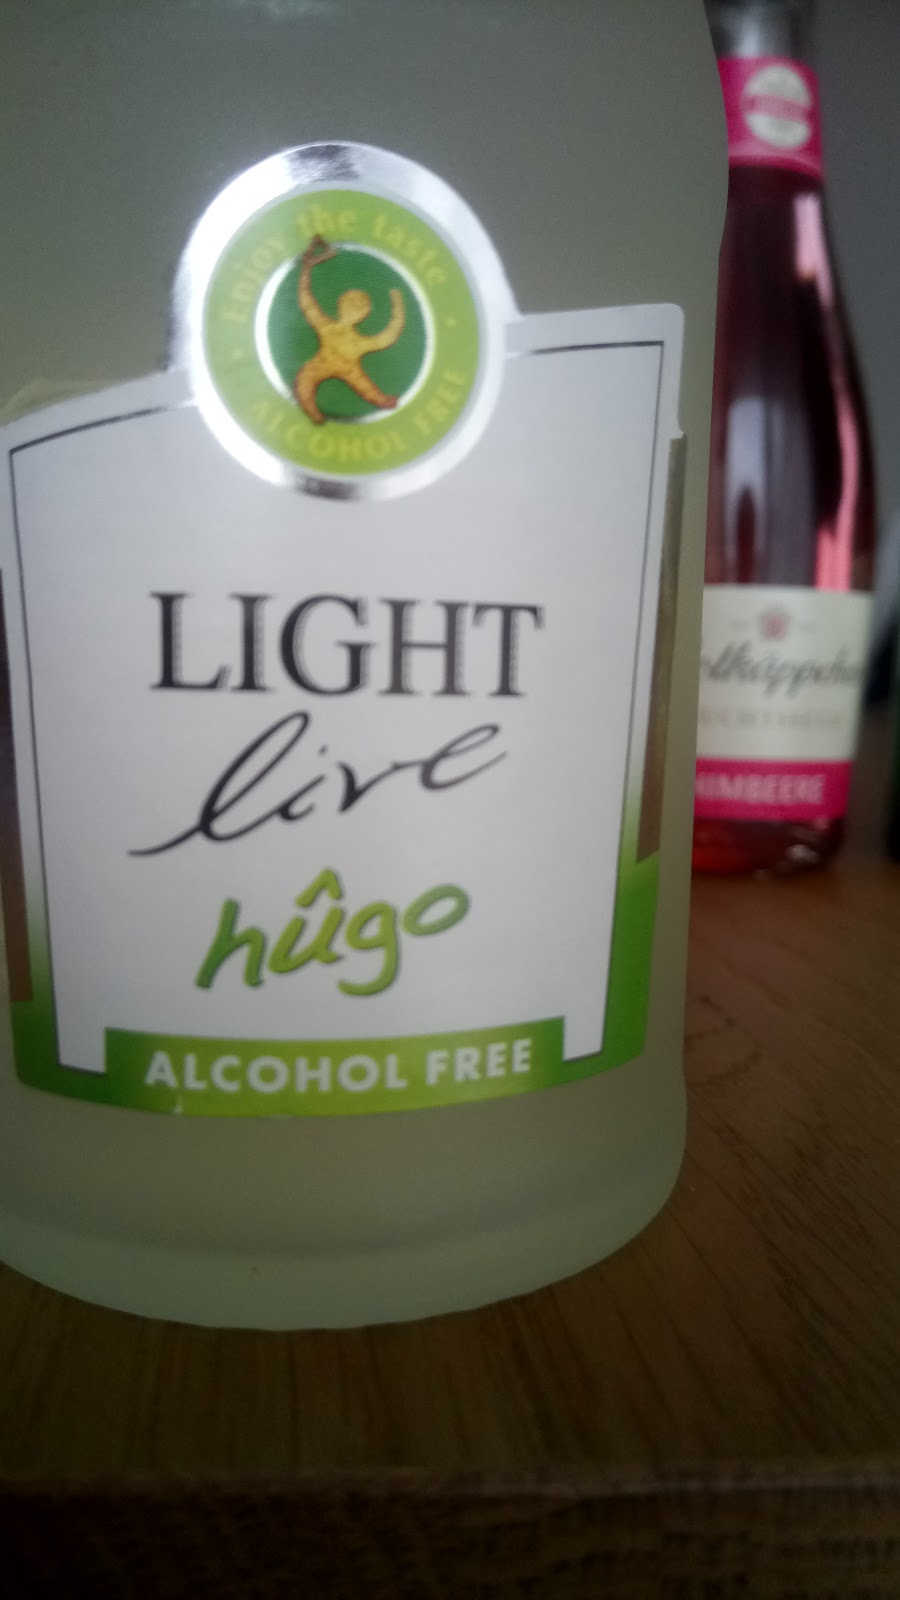 Enjoy the taste
ALCOHOL FREE
LIGHT
live
hûgo
ALCOHOL FREE